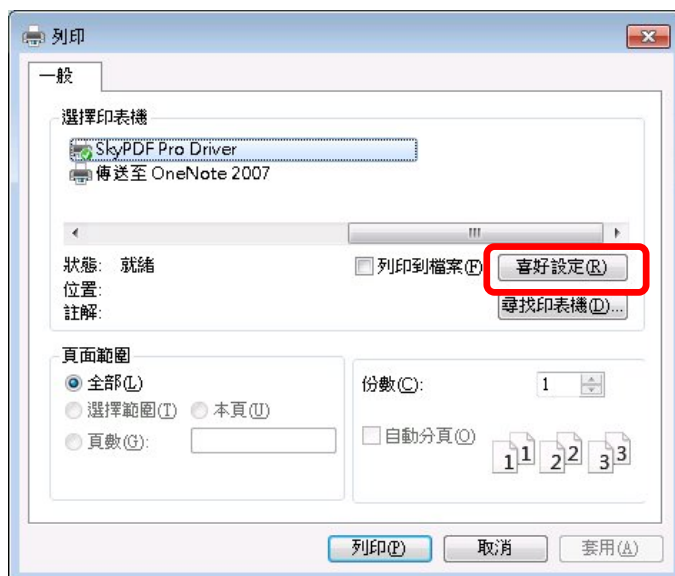 列印
一般
選擇印表機
SkyPDF Pro Driver
傳送至 OneNote 2007
狀態: 就緒
列印到檔案(F)
喜好設定(R)
位置:
尋找印表機(D)...
註解:
頁面範圍
全部(L)
份數(C):
1
選擇範圍(T)
本頁(U)
頁數(G):
自動分頁(O)
1 1 2 2 3 3
列印(P)
取消
套用(A)